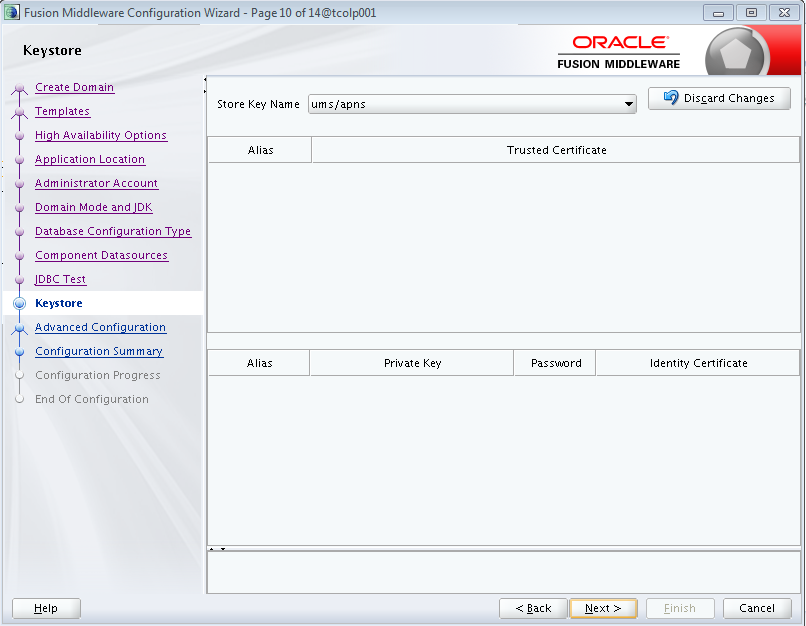 Fusion Middleware Configuration Wizard - Page 10 of 14@tcolp001
Keystore
ORACLE
FUSION MIDDLEWARE
Create Domain
Templates
High Availability Options
Application Location
Administrator Account
Domain Mode and JDK
Database Configuration Type
Component Datasources
JDBC Test
Keystore
Advanced Configuration
Configuration Summary
Configuration Progress
End Of Configuration
Store Key Name ums/apns Discard Changes
Alias Trusted Certificate
Alias Private Key Password Identity Certificate
Help < Back Next > Finish Cancel